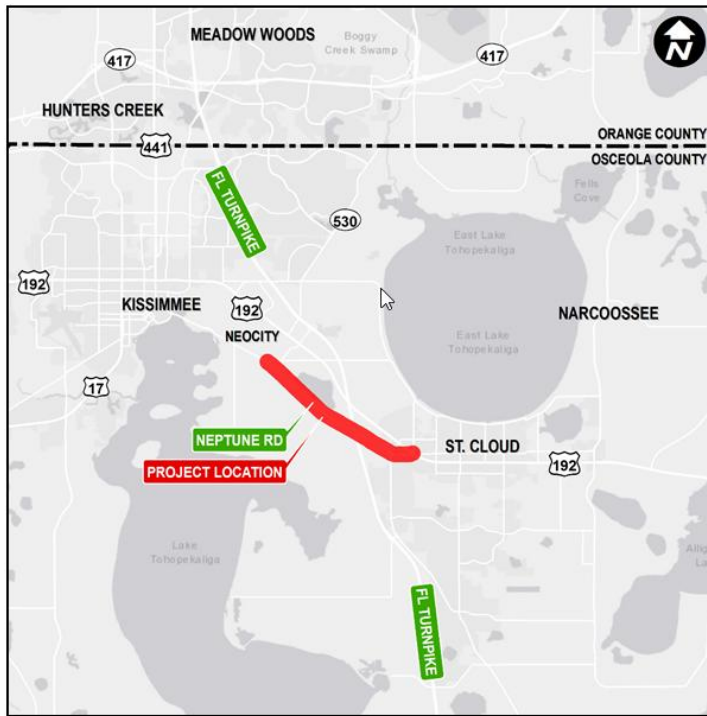 MEADOW WOODS
Boggy
Creek Swamp
417
417
N
HUNTERS CREEK
441
ORANGE COUNTY
OSCEOLA COUNTY
FL TURNPIKE
Fells
Cove
530
East Lake
Tohopekaliga
192
KISSIMMEE
192
NEOCITY
NARCOOSSEE
East Lake
Tohopekaliga
17
NEPTUNE RD
PROJECT LOCATION
ST. CLOUD
192
Lake
Tohopekaliga
Allig
La
FL TURNPIKE